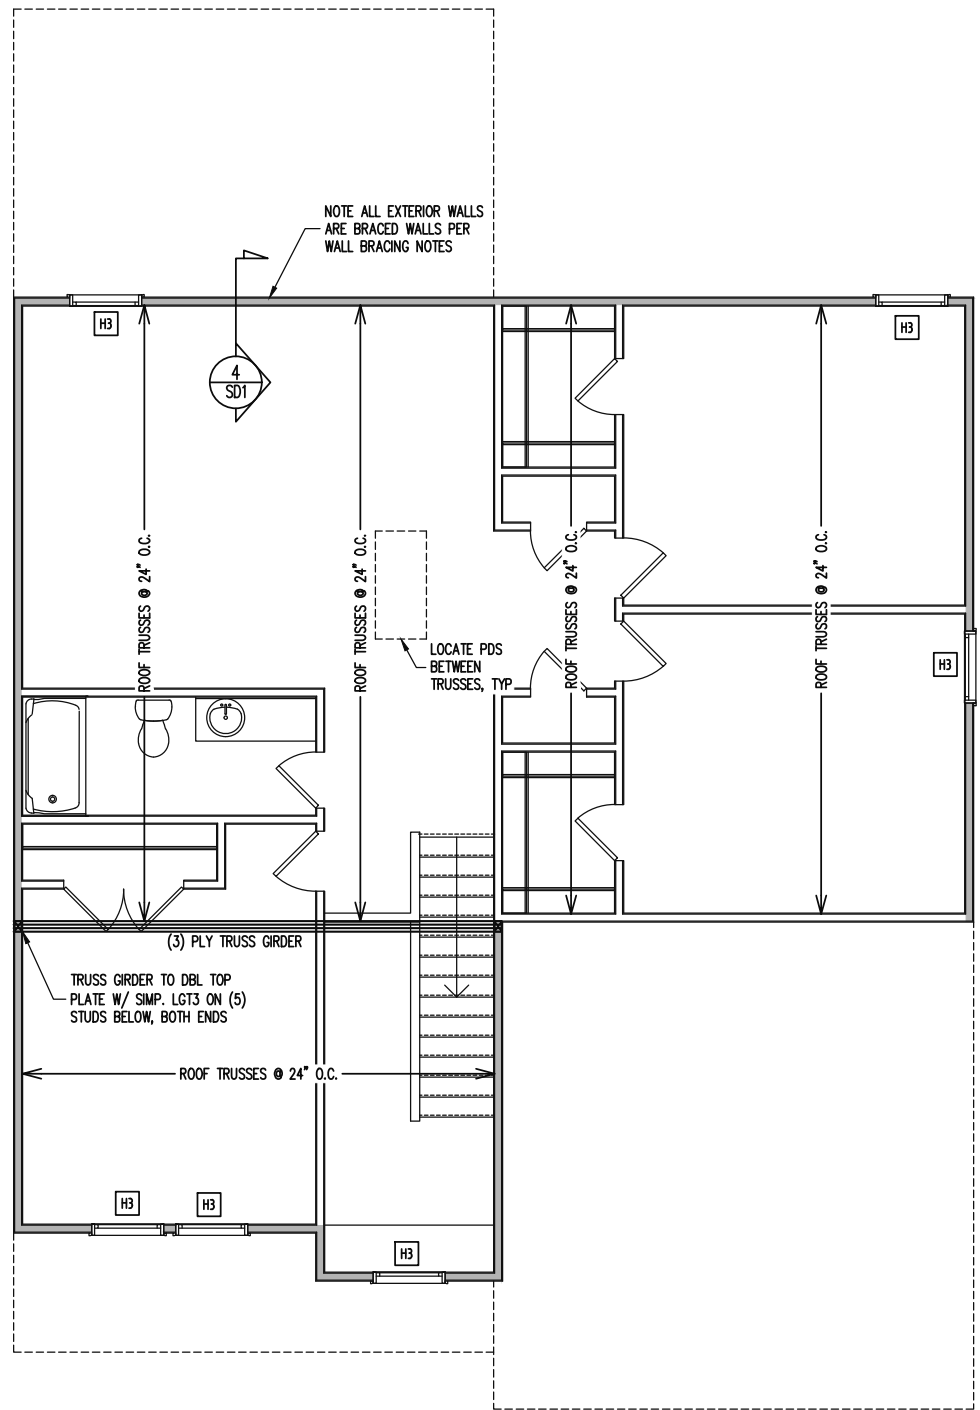 NOTE ALL EXTERIOR WALLS
ARE BRACED WALLS PER
WALL BRACING NOTES
H3
4
SD1
H3
ROOF TRUSSES @ 24" O.C.
ROOF TRUSSES @ 24" O.C.
ROOF TRUSSES @ 24" O.C.
ROOF TRUSSES @ 24" O.C.
LOCATE PDS
BETWEEN
TRUSSES, TYP
H3
(3) PLY TRUSS GIRDER
TRUSS GIRDER TO DBL TOP
PLATE W/ SIMP. LGT3 ON (5)
STUDS BELOW, BOTH ENDS
ROOF TRUSSES @ 24" O.C.
H3
H3
H3